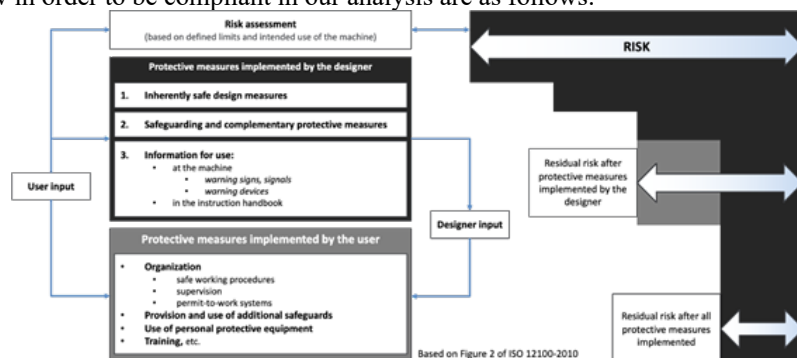 in order to be compliant in our analysis are as follows:
Risk assessment
(based on defined limits and intended use of the machine)
RISK
Protective measures implemented by the designer
1. Inherently safe design measures
2. Safeguarding and complementary protective measures
3. Information for use:
• at the machine
• warning signs, signals
• warning devices
• in the instruction handbook
User input
Residual risk after
protective measures
implemented by the
designer
Designer input
Protective measures implemented by the user
• Organization
• safe working procedures
• supervision
• permit-to-work systems
• Provision and use of additional safeguards
• Use of personal protective equipment
• Training, etc.
Residual risk after all
protective measures
implemented
Based on Figure 2 of ISO 12100-2010